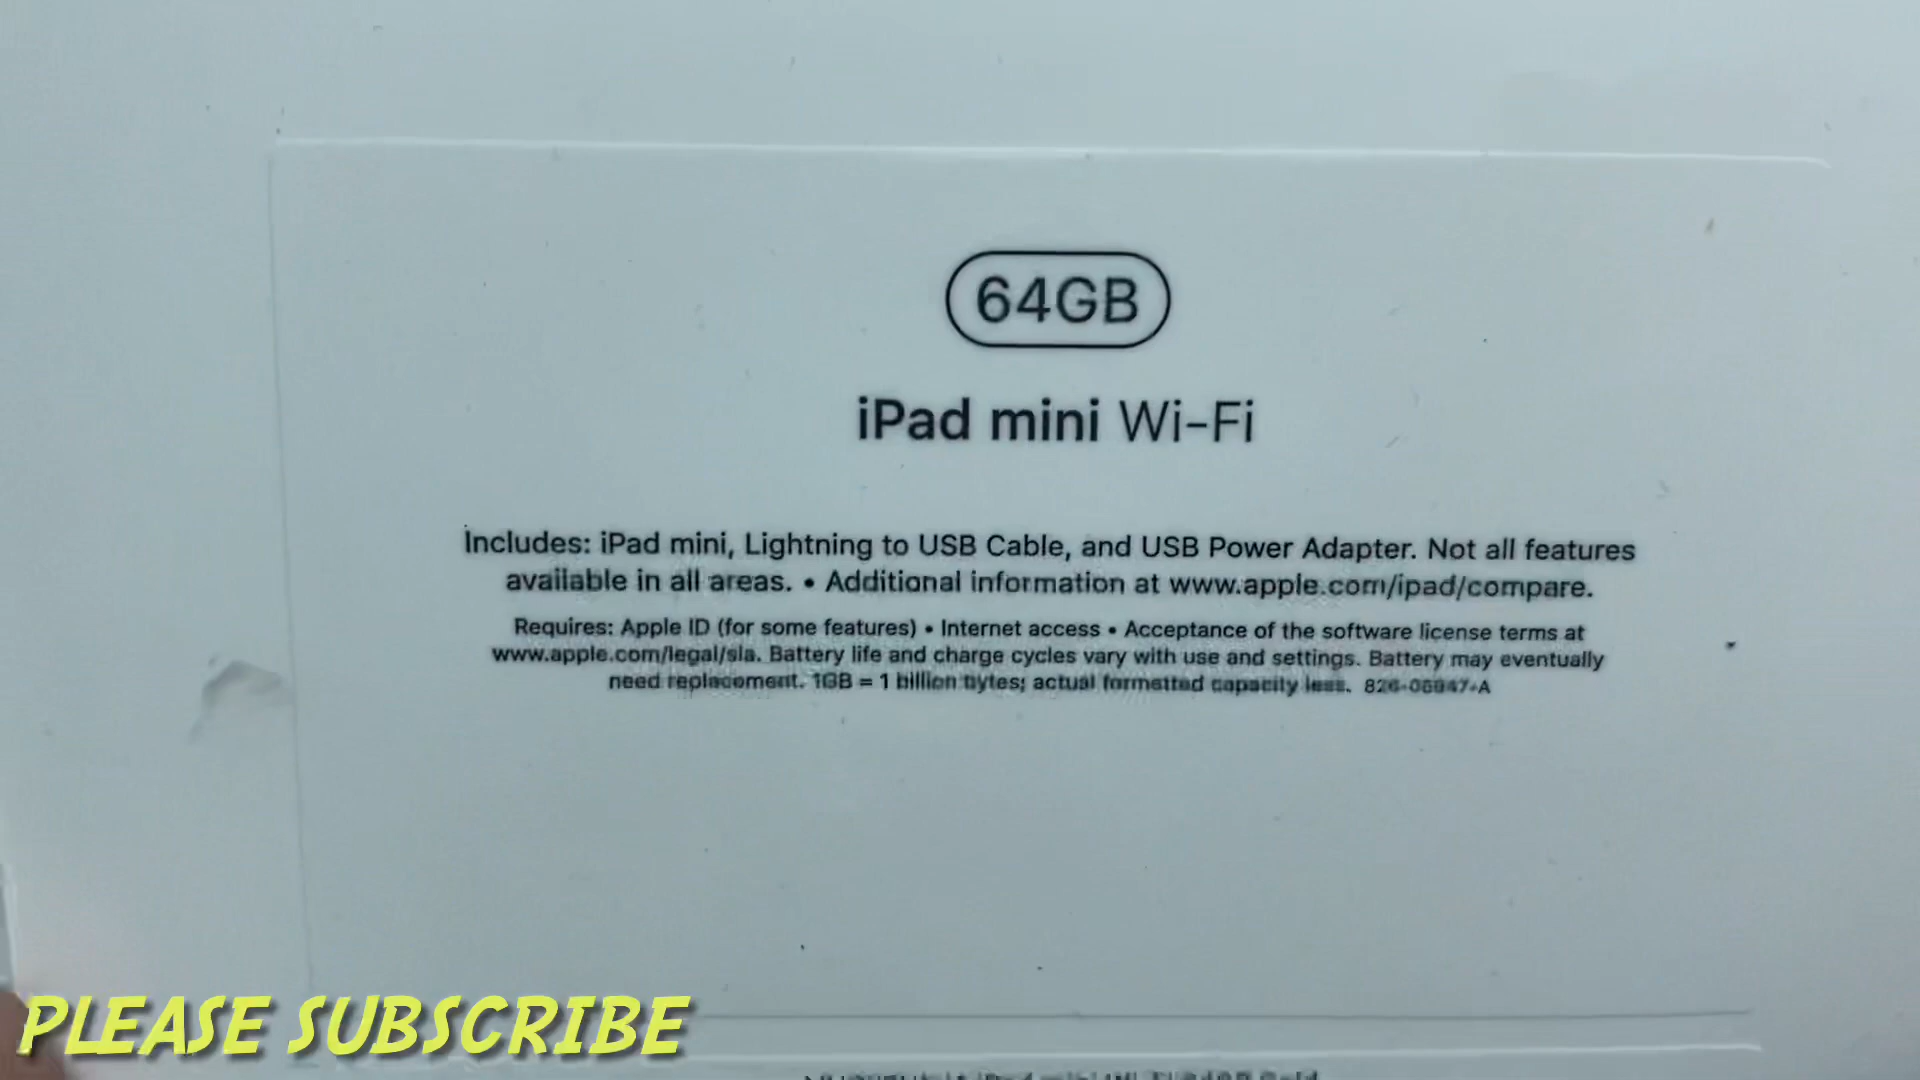 64GB
iPad mini Wi-Fi
Includes: iPad mini, Lightning to USB Cable, and USB Power Adapter. Not all features
available in all areas. • Additional information at www.apple.com/ipad/compare.
Requires: Apple ID (for some features) • Internet access • Acceptance of the software license terms at
www.apple.com/legal/sla. Battery life and charge cycles vary with use and settings. Battery may eventually
need replacement. 1GB = 1 billion bytes; actual formatted capacity less.
PLEASE SUBSCRIBE